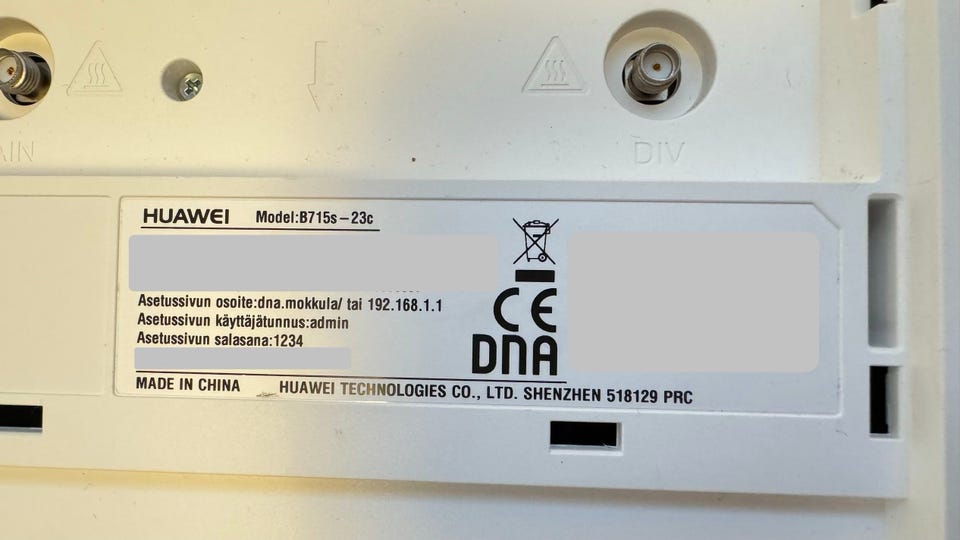 AIN
DIV
HUAWEI Model:B715s-23c
Asetussivun osoite:dna.mokkula/ tai 192.168.1.1
Asetussivun käyttäjätunnus:admin
Asetussivun salasana:1234
CE
DNA
MADE IN CHINA HUAWEI TECHNOLOGIES CO., LTD. SHENZHEN 518129 PRC